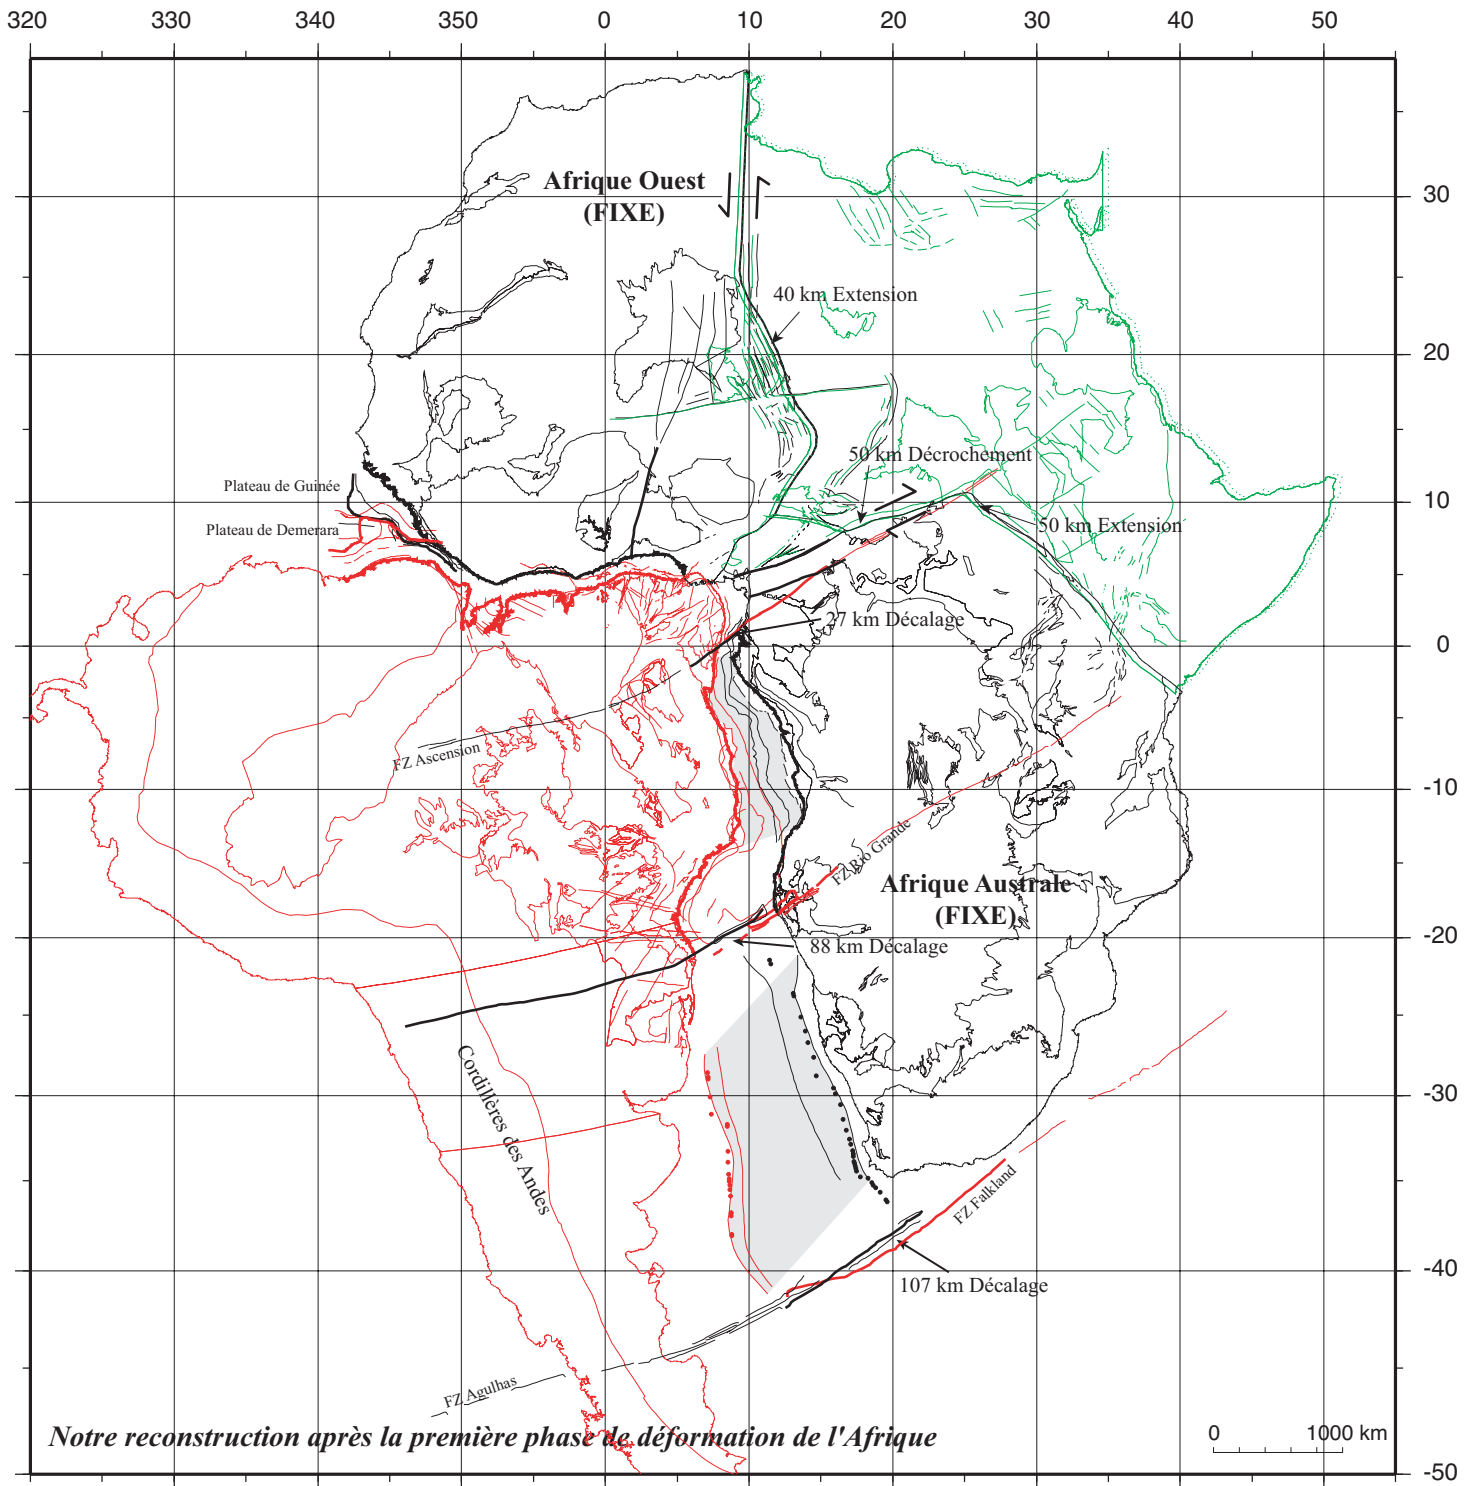 320 330 340 350 0 10 20 30 40 50
Afrique Ouest
(FIXE)
30
40 km Extension
20
50 km Décrochement
Plateau de Guinée
10
50 km Extension
Plateau de Demerara
27 km Décalage
0
FZ Ascension
-10
FZ Rio Grande
Afrique Australe
(FIXE)
88 km Décalage
-20
Cordillères des Andes
-30
FZ Falkland
-40
107 km Décalage
FZ Agulhas
Notre reconstruction après la première phase de déformation de l'Afrique
0 1000 km
-50